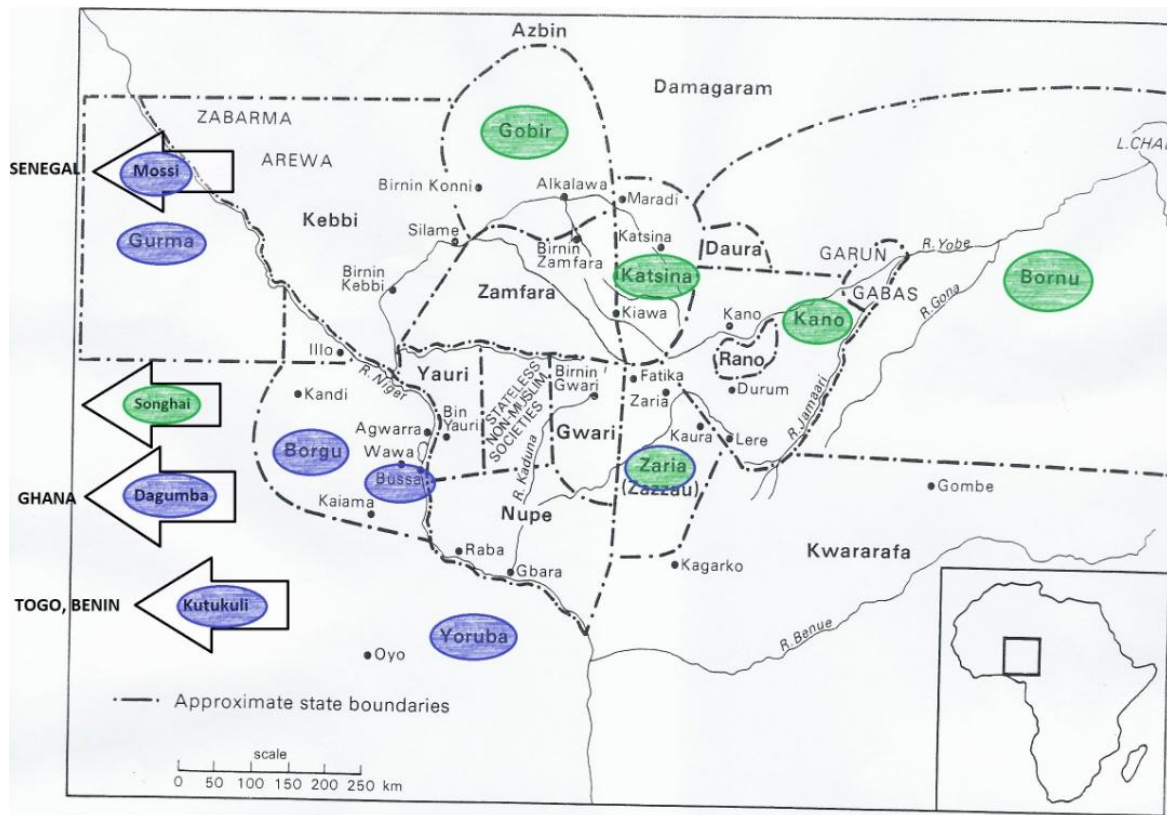 Azbin
Damagaram
ZABARMA
Gobir
L.CHAD
SENEGAL
Mossi
AREWA
Birnin Konni
Alkalawa
Maradi
Gurma
Kebbi
Silame
Katsina
Daura
Birnin
Zamfara
GARUN
R. Yobe
Birnin
Kebbi
Katsina
GABAS
R. Gona
Bornu
Zamfara
Kiawa
Kano
Kano
Rano
Illo
R. Niger
Yauri
STATELESS
NON-MUSLIM
SOCIETIES
Birnin
Gwari
Fatika
Durum
R. Jamaari
Songhai
Kandi
Zaria
Agwarra
Bin
Yauri
Gwari
Kaura
Lere
Borgu
Wawa
R. Kaduna
Zaria
(Zazzau)
Bussa
GHANA
Dagumba
Gombe
Kaiama
Nupe
Raba
Kwararafa
Gbara
Kagarko
TOGO, BENIN
Kutukuli
Yoruba
R. Benue
Oyo
Approximate state boundaries
scale
0 50 100 150 200 250 km